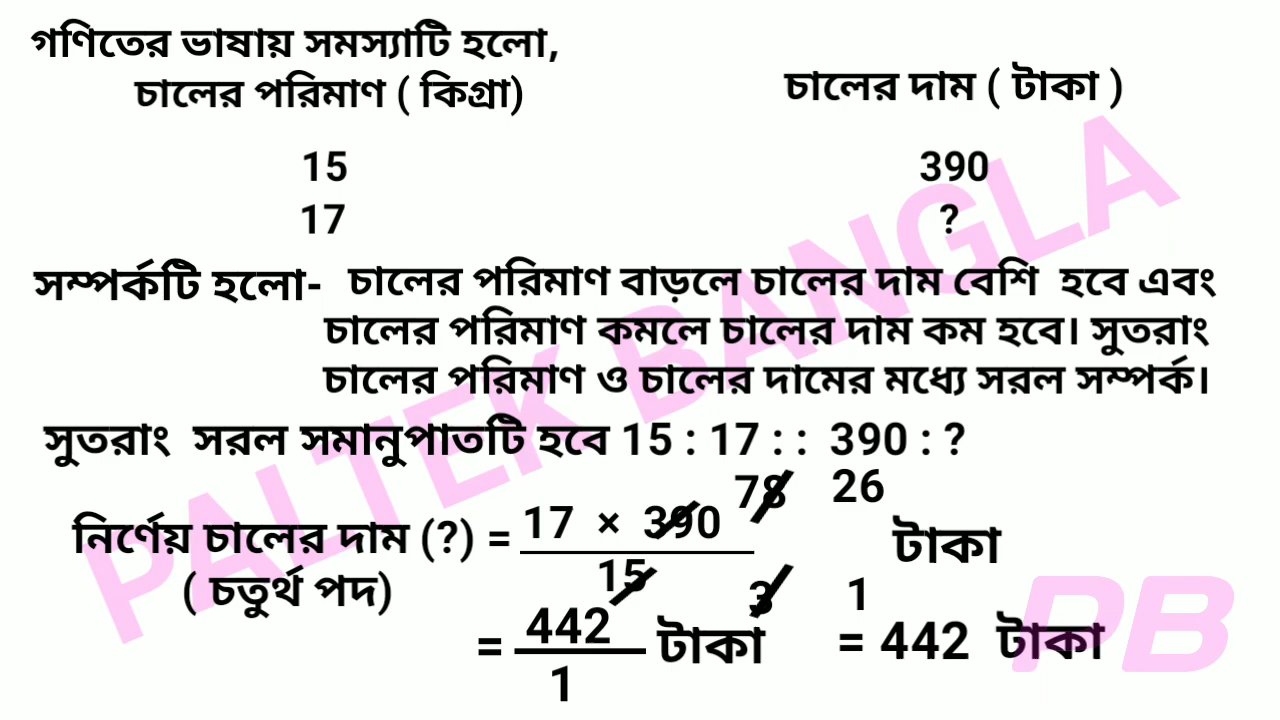 গণিতের ভাষায় সমস্যাটি হলো,
চালের পরিমাণ ( কিগ্রা) চালের দাম ( টাকা )
15 390
17 ?
সম্পর্কটি হলো- চালের পরিমাণ বাড়লে চালের দাম বেশি হবে এবং
চালের পরিমাণ কমলে চালের দাম কম হবে। সুতরাং
চালের পরিমাণ ও চালের দামের মধ্যে সরল সম্পর্ক।
সুতরাং সরল সমানুপাতটি হবে 15 : 17 : : 390 : ?
78 26
নির্ণেয় চালের দাম (?) = 17 × 390 টাকা
15
( চতুর্থ পদ) 3 1
= 442 টাকা = 442 টাকা
1
PALTEK BANGLA
PB